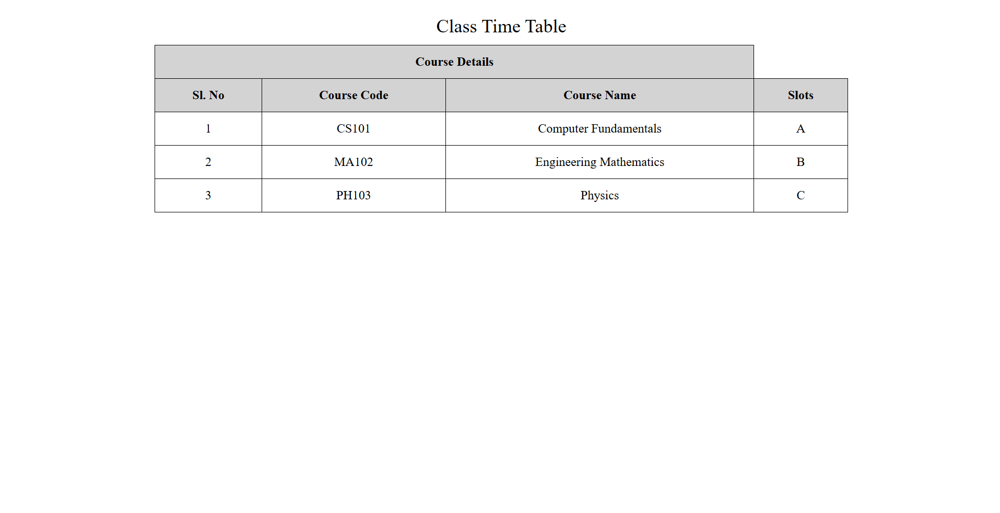 Class Time Table
Course Details
Sl. No Course Code Course Name Slots
1 CS101 Computer Fundamentals A
2 MA102 Engineering Mathematics B
3 PH103 Physics C